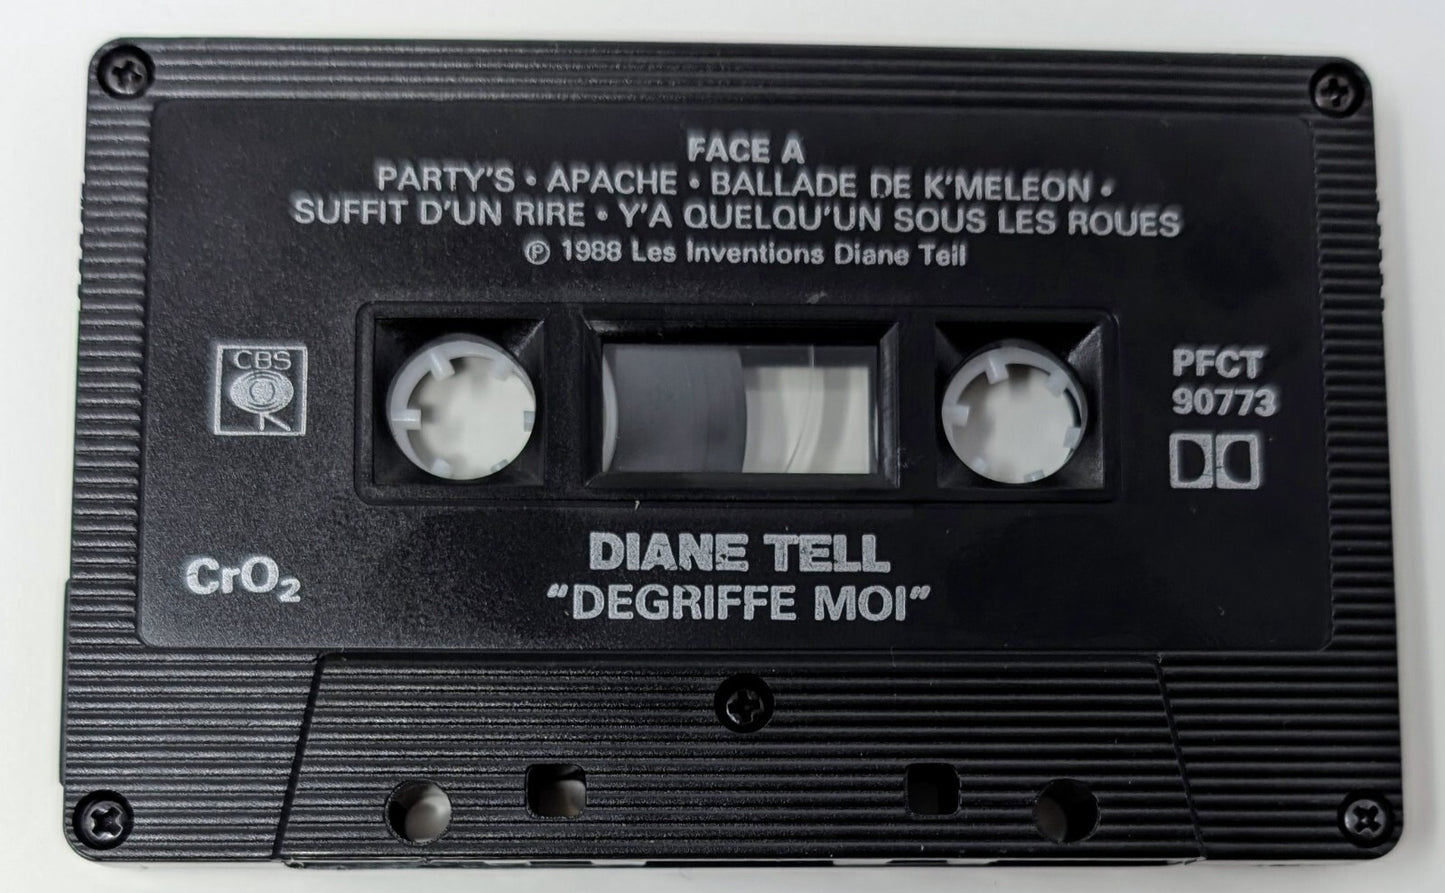 FACE A
PARTY'S • APACHE • BALLADE DE K'MELEON •
SUFFIT D'UN RIRE • Y'A QUELQU'UN SOUS LES ROUES
℗ 1988 Les Inventions Diane Tell
CBS
PFCT
90773
CrO₂
DIANE TELL
"DEGRIFFE MOI"